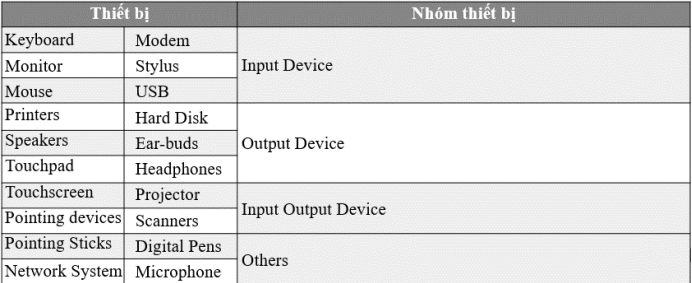 Thiết bị Nhóm thiết bị
Keyboard Modem
Monitor Stylus Input Device
Mouse USB
Printers Hard Disk
Speakers Ear-buds Output Device
Touchpad Headphones
Touchscreen Projector
Input Output Device
Pointing devices Scanners
Pointing Sticks Digital Pens
Others
Network System Microphone